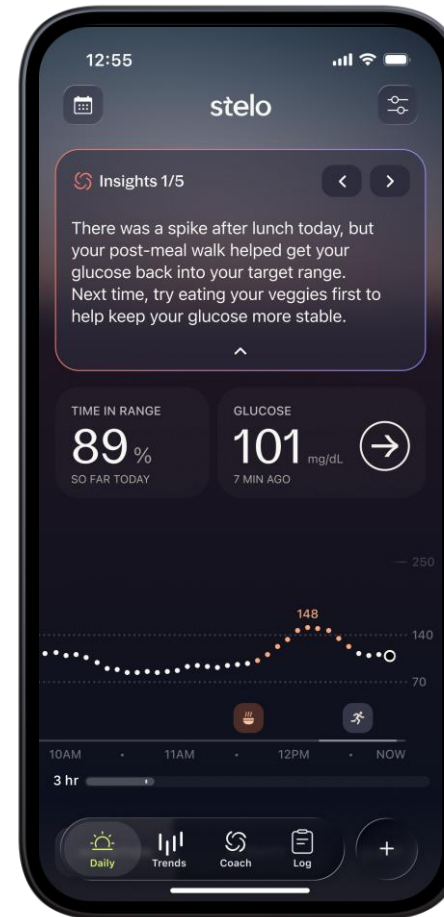 12:55
stelo
Insights 1/5
There was a spike after lunch today, but
your post-meal walk helped get your
glucose back into your target range.
Next time, try eating your veggies first to
help keep your glucose more stable.
TIME IN RANGE
89 %
SO FAR TODAY
GLUCOSE
101 mg/dL
7 MIN AGO
250
148
140
70
10AM 11AM 12PM NOW
3 hr
Daily Trends Coach Log